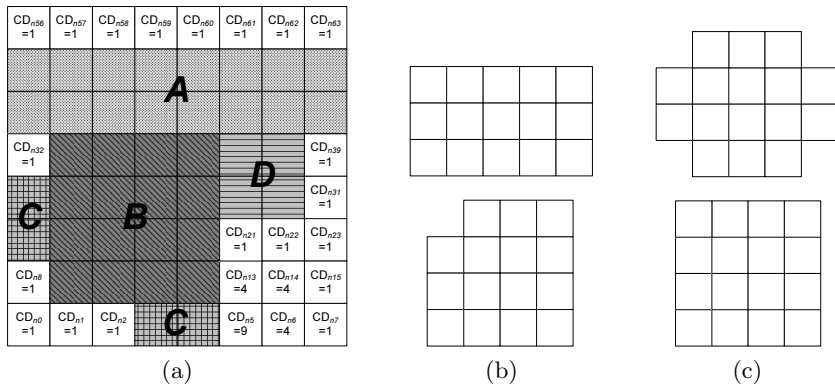 CDn56 CDn57 CDn58 CDn59 CDn60 CDn61 CDn62 CDn63
=1 =1 =1 =1 =1 =1 =1 =1
A
CDn32 CDn39
=1 =1
D
CDn31
=1
C B
CDn21 CDn22 CDn23
=1 =1 =1
CDn8 CDn13 CDn14 CDn15
=1 =4 =4 =1
CDn0 CDn1 CDn2 C CDn5 CDn6 CDn7
=1 =1 =1 =9 =4 =1
(a) (b) (c)